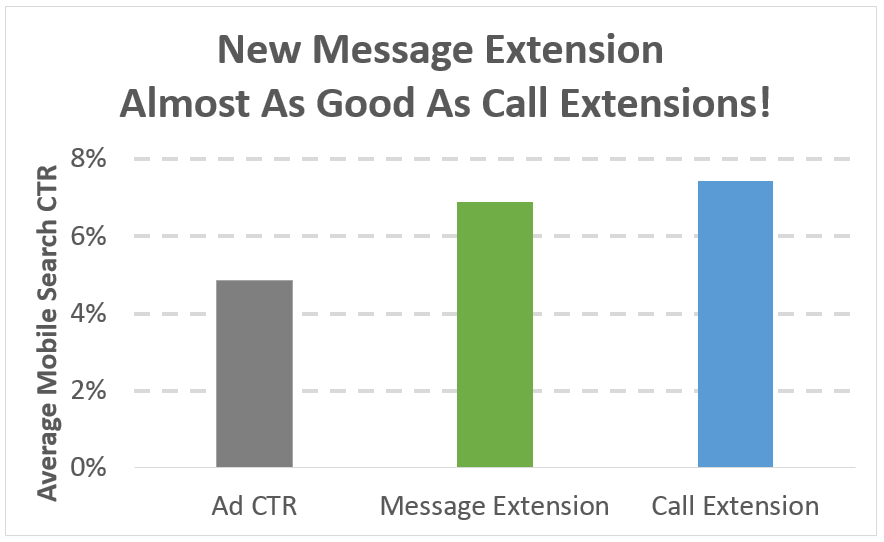 New Message Extension
Almost As Good As Call Extensions!
Average Mobile Search CTR
8%
6%
4%
2%
0%
Ad CTR
Message Extension
Call Extension